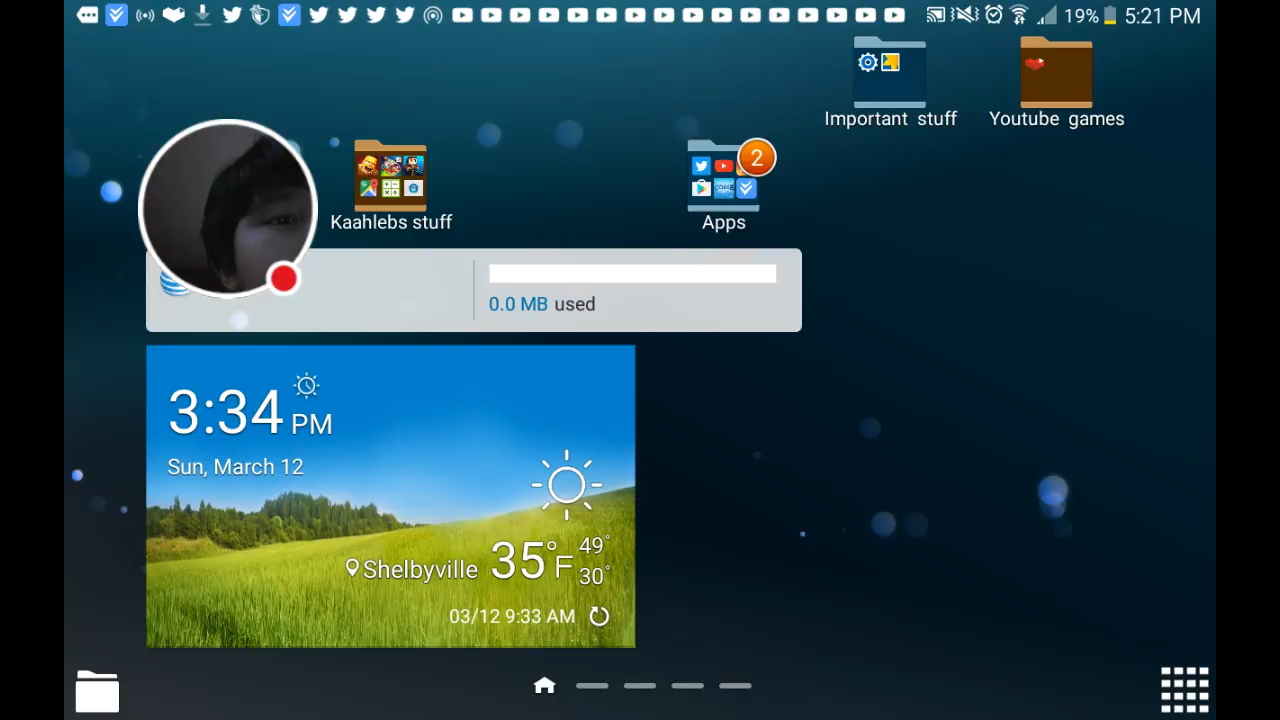 19% 5:21 PM
Important stuff
Youtube games
2
Kaahlebs stuff
Apps
0.0 MB used
3:34 PM
Sun, March 12
Shelbyville 35°F 49° 30°
03/12 9:33 AM